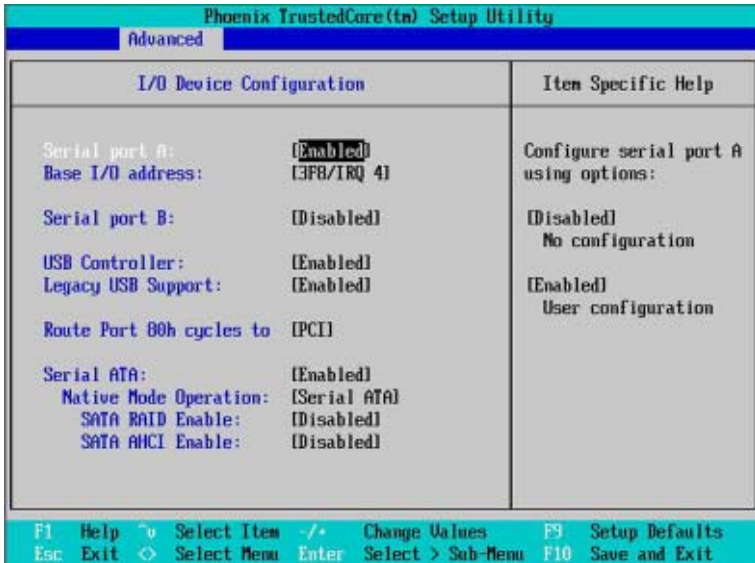 Phoenix TrustedCore(tm) Setup Utility
Advanced
I/O Device Configuration
Item Specific Help
Serial port A: [Enabled]
Base I/O address: [3F8/IRQ 4]
Serial port B: [Disabled]
USB Controller: [Enabled]
Legacy USB Support: [Enabled]
Route Port 80h cycles to [PCI]
Serial ATA: [Enabled]
Native Mode Operation: [Serial ATA]
SATA RAID Enable: [Disabled]
SATA AHCI Enable: [Disabled]
Configure serial port A
using options:
[Disabled]
No configuration
[Enabled]
User configuration
F1 Help ^v Select Item -/+ Change Values F9 Setup Defaults
Esc Exit <> Select Menu Enter Select > Sub-Menu F10 Save and Exit